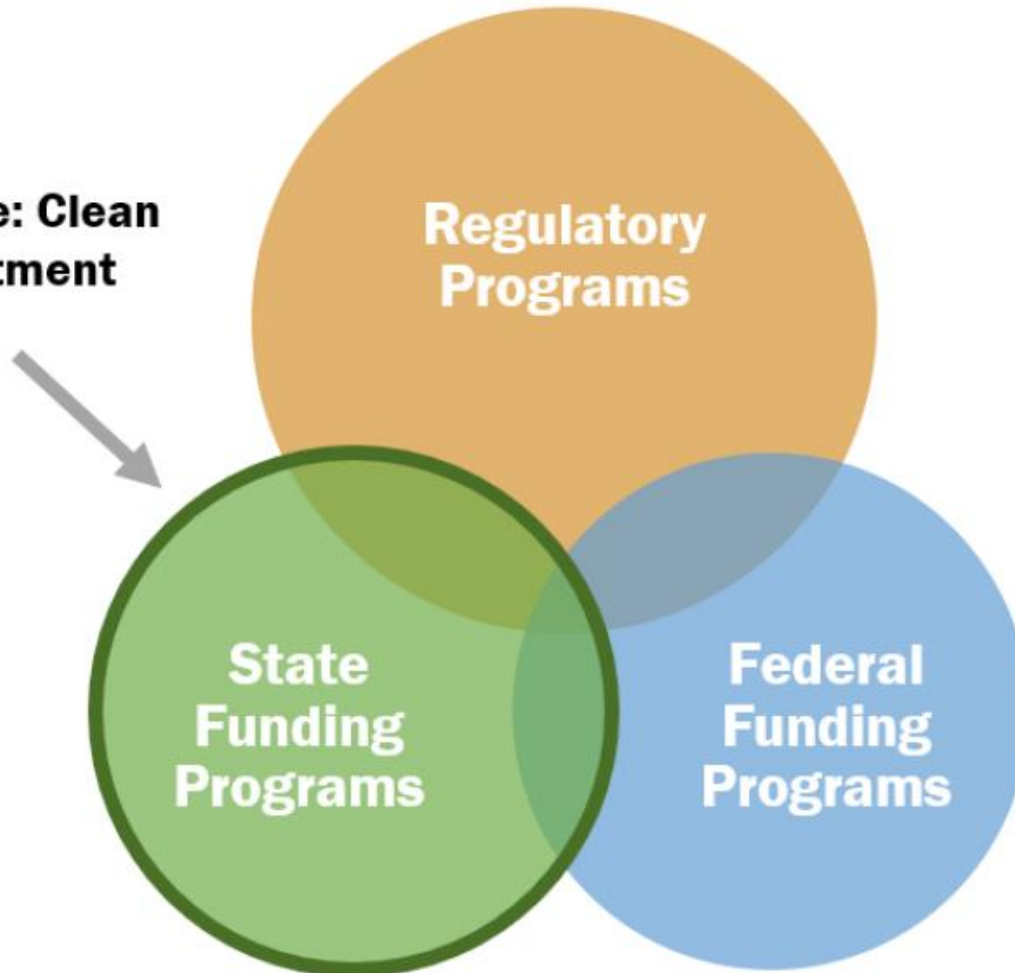 e: Clean
tment
Regulatory
Programs
State
Funding
Programs
Federal
Funding
Programs